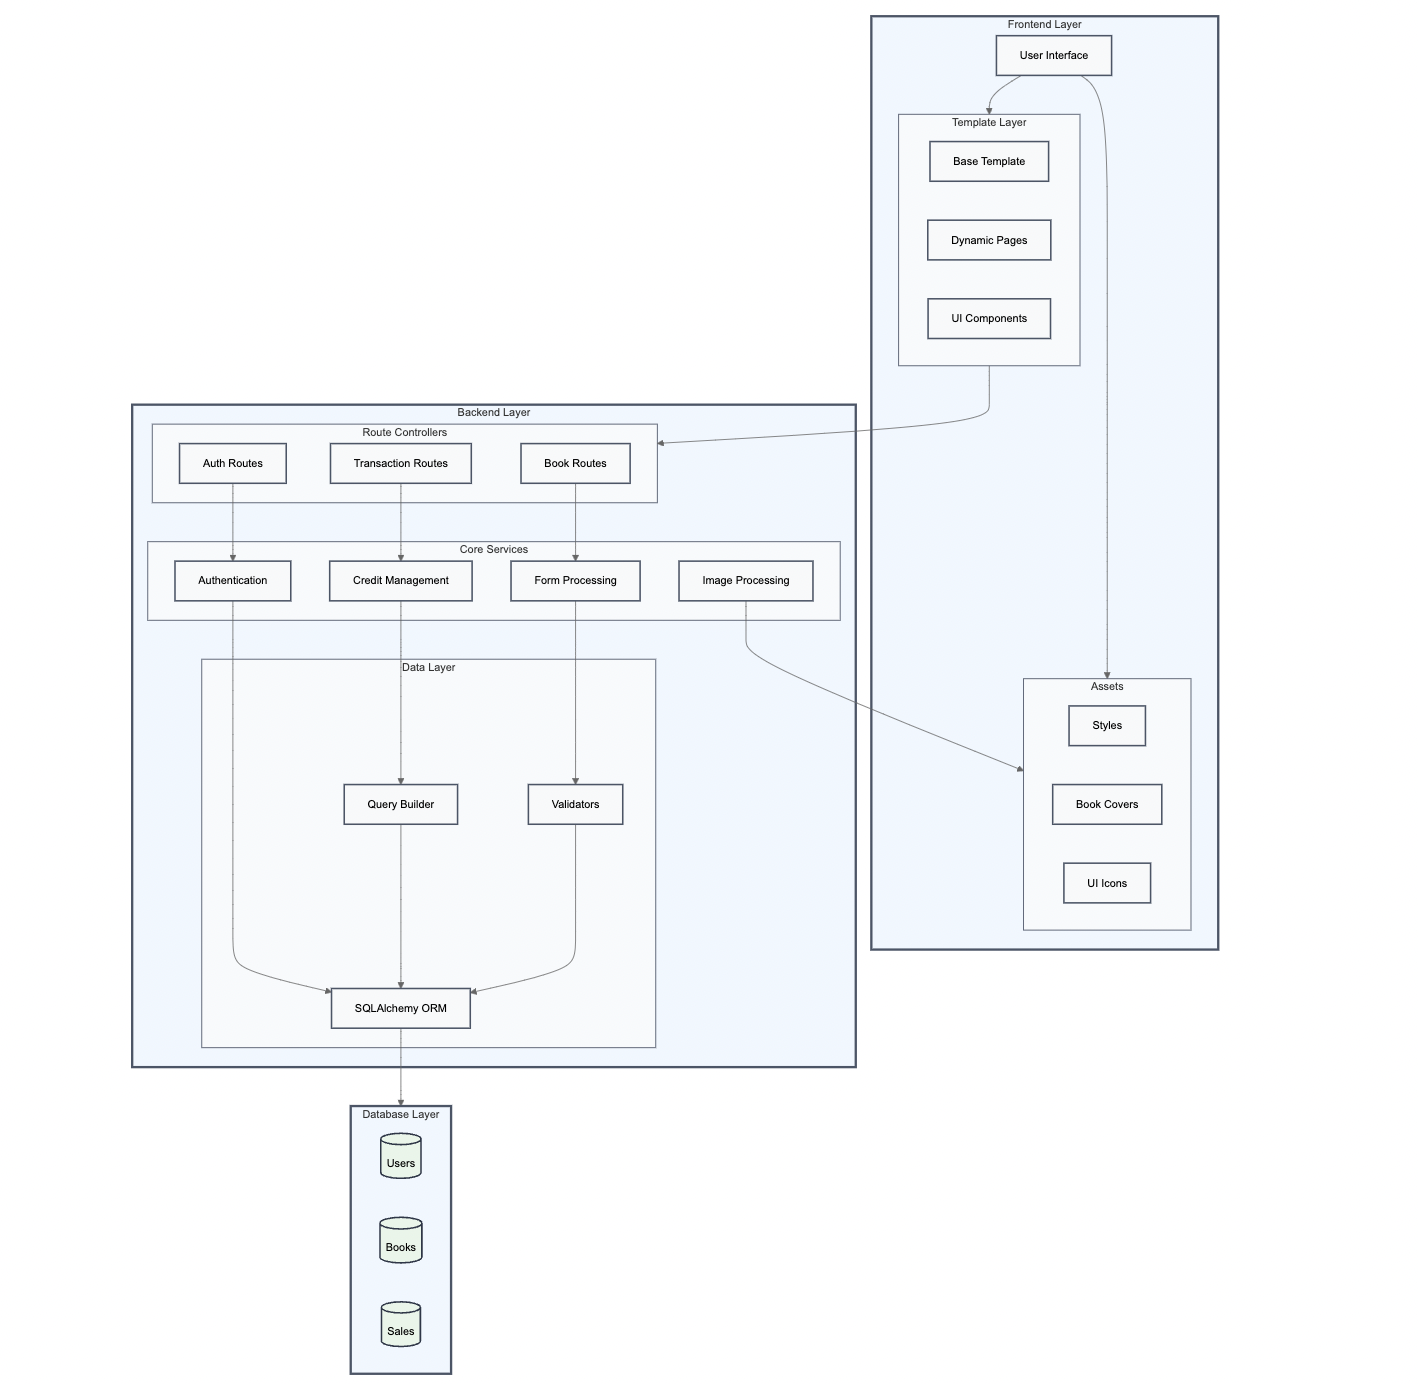 Frontend Layer
User Interface
Template Layer
Base Template
Dynamic Pages
UI Components
Backend Layer
Route Controllers
Auth Routes
Transaction Routes
Book Routes
Core Services
Authentication
Credit Management
Form Processing
Image Processing
Data Layer
Assets
Styles
Query Builder
Validators
Book Covers
UI Icons
SQLAlchemy ORM
Database Layer
Users
Books
Sales